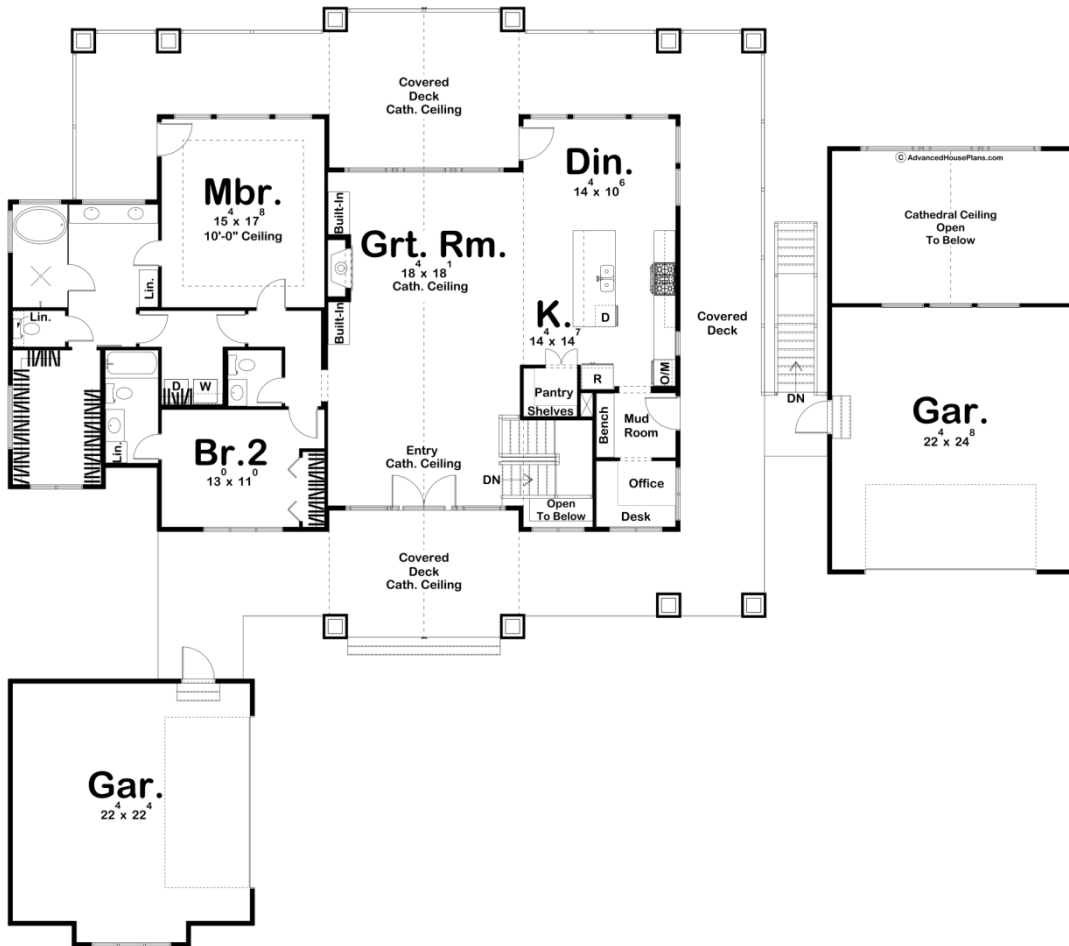 Covered
Deck
Cath. Ceiling
© AdvancedHousePlans.com
Mbr.
15⁴ x 17⁸
10'-0" Ceiling
Din.
14⁴ x 10⁶
Built-In
Grt. Rm.
18⁴ x 18¹
Cath. Ceiling
Cathedral Ceiling
Open
To Below
Lin.
Lin.
Built-In
K.
14⁴ x 14⁷
D
Covered
Deck
D
W
R
O/M
Pantry
Shelves
DN
Bench
Mud
Room
Gar.
22⁴ x 24⁸
Lin.
Br.2
13⁰ x 11⁰
Entry
Cath. Ceiling
DN
Office
Open
To Below
Desk
Covered
Deck
Cath. Ceiling
Gar.
22⁴ x 22⁴